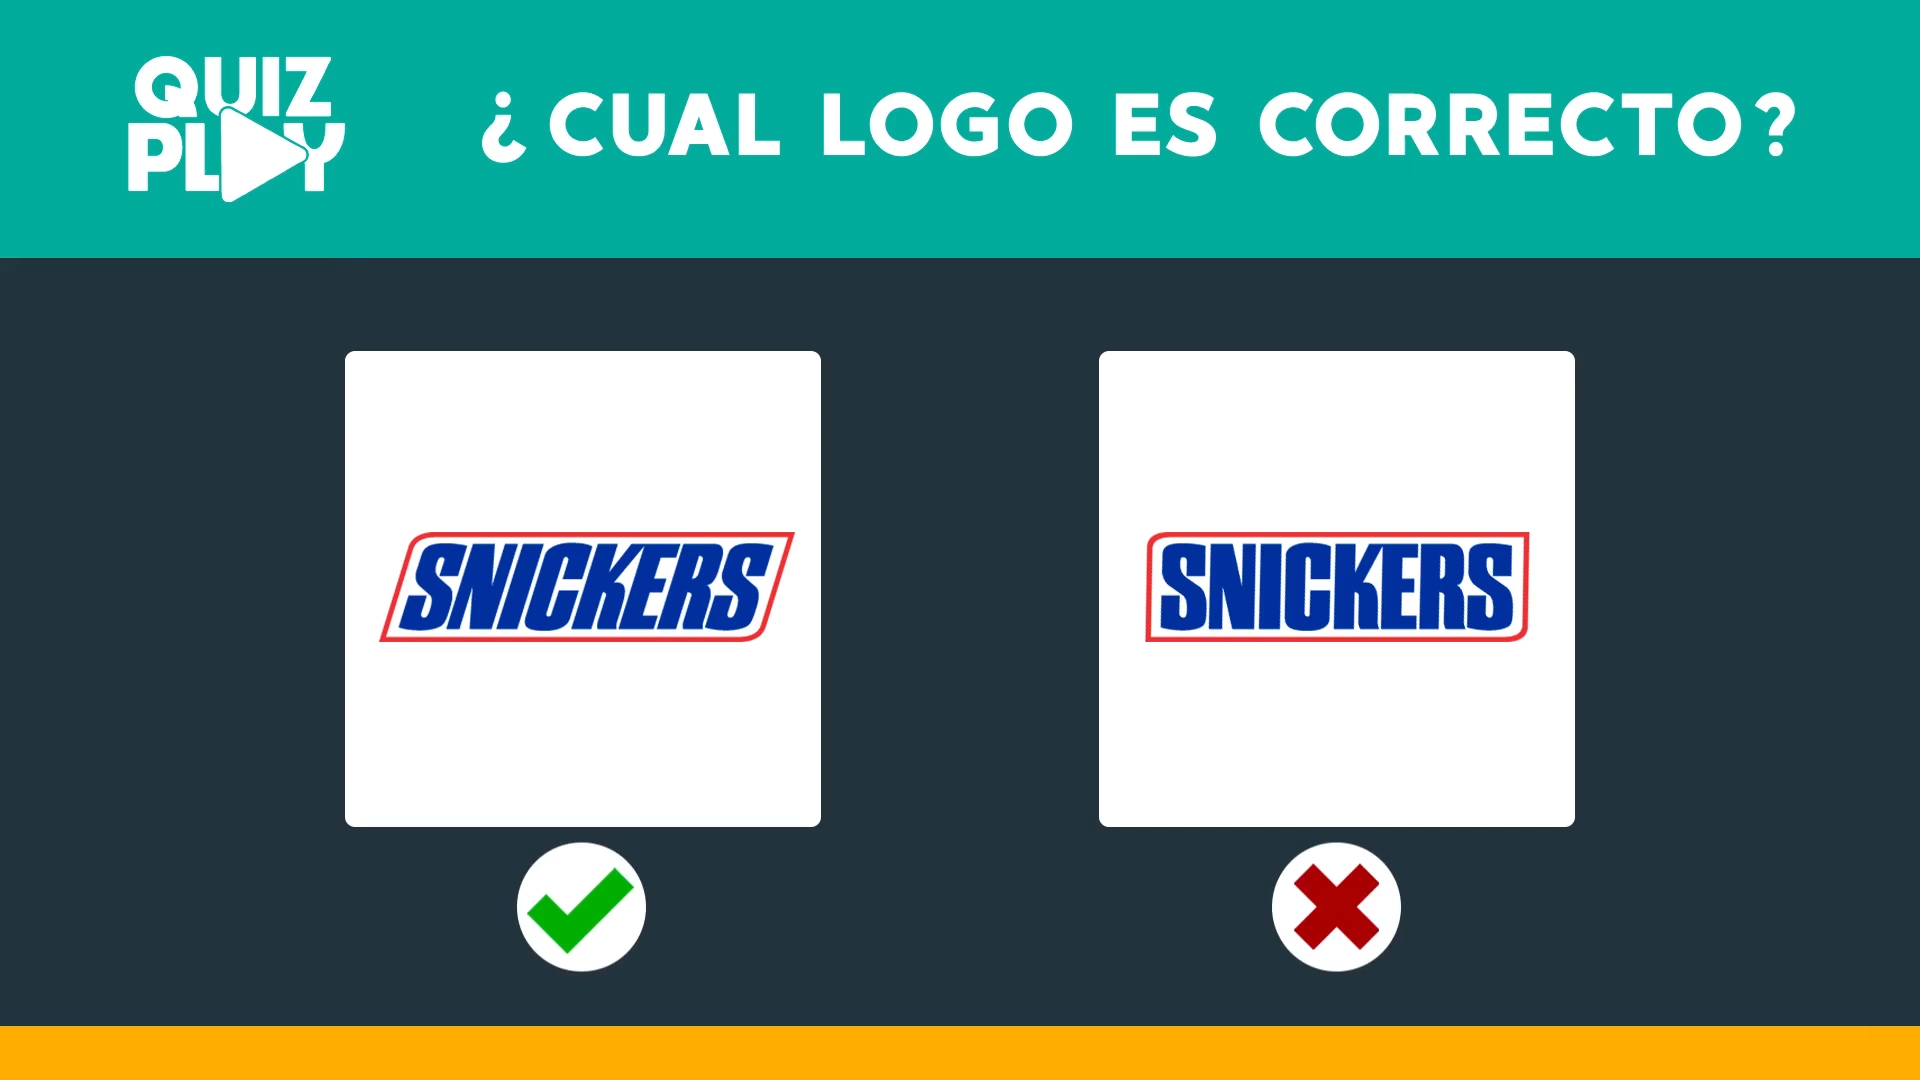 QUIZ
PLAY
¿CUAL LOGO ES CORRECTO?
SNICKERS
SNICKERS